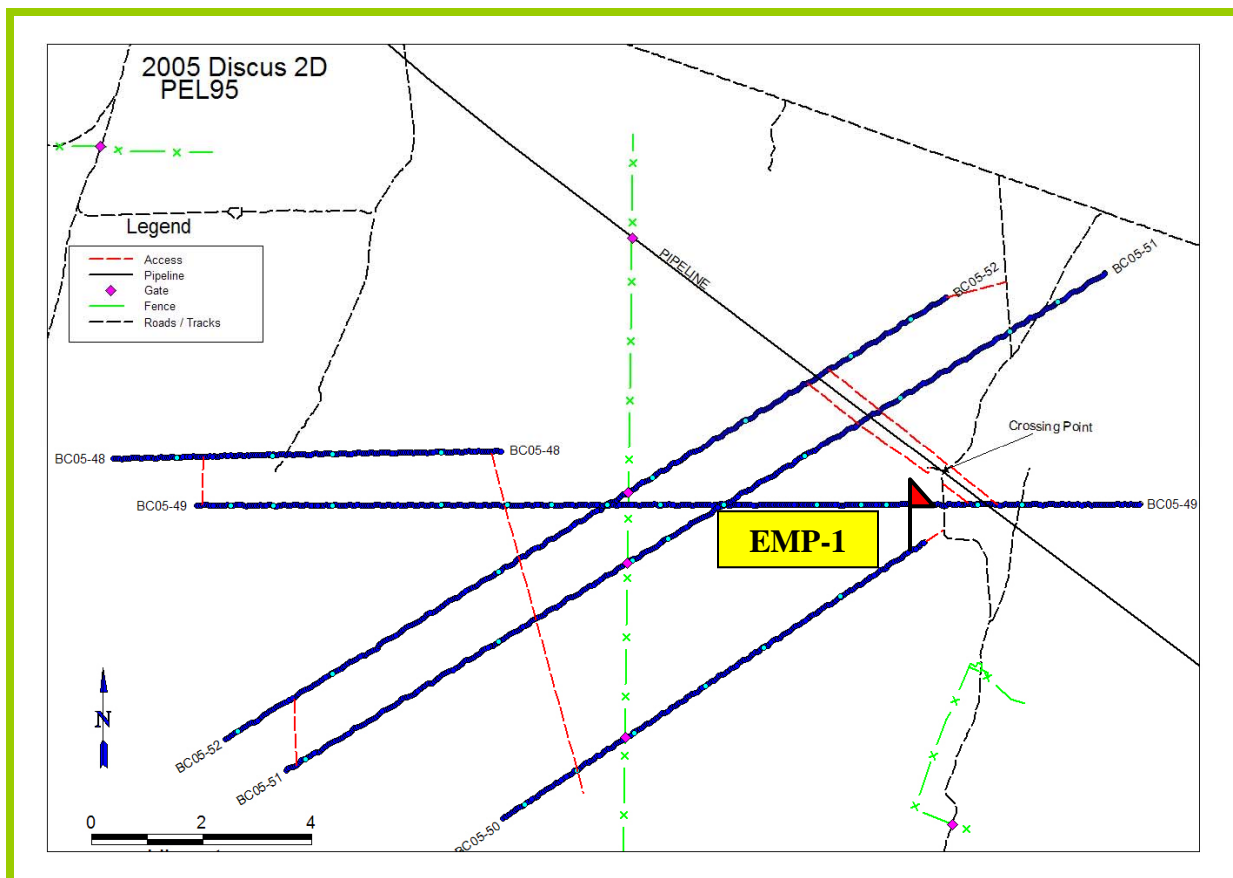 2005 Discus 2D
PEL95
Legend
Access
Pipeline
Gate
Fence
Roads / Tracks
PIPELINE
BC05-52
BC05-51
Crossing Point
BC05-48
BC05-48
BC05-49
BC05-49
EMP-1
N
BC05-52
BC05-51
BC05-50
0 2 4